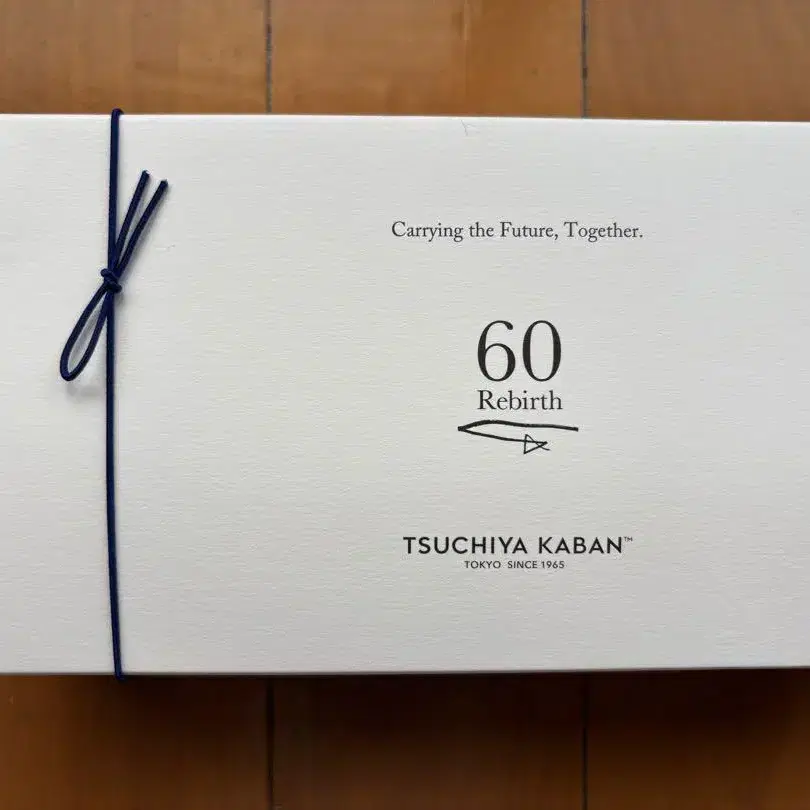 Carrying the Future, Together.
60
Rebirth
TSUCHIYA KABAN™
TOKYO SINCE 1965